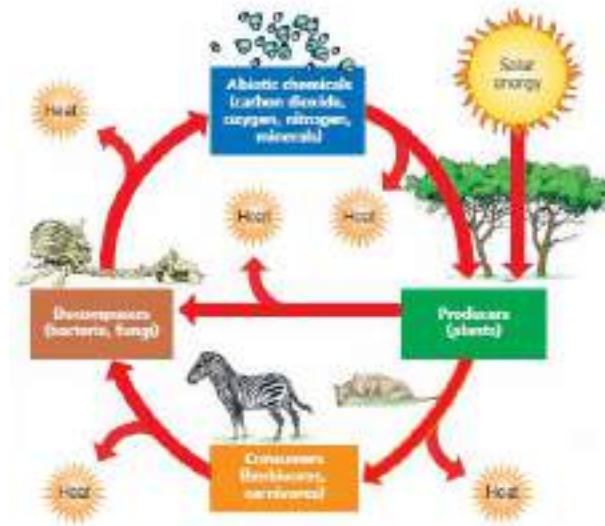 Abiotic chemicals
(carbon dioxide,
oxygen, nitrogen,
minerals)
Solar
energy
Heat
Heat
Heat
Decomposers
(bacteria, fungi)
Producers
(plants)
Consumers
(herbivores,
carnivores)
Heat
Heat